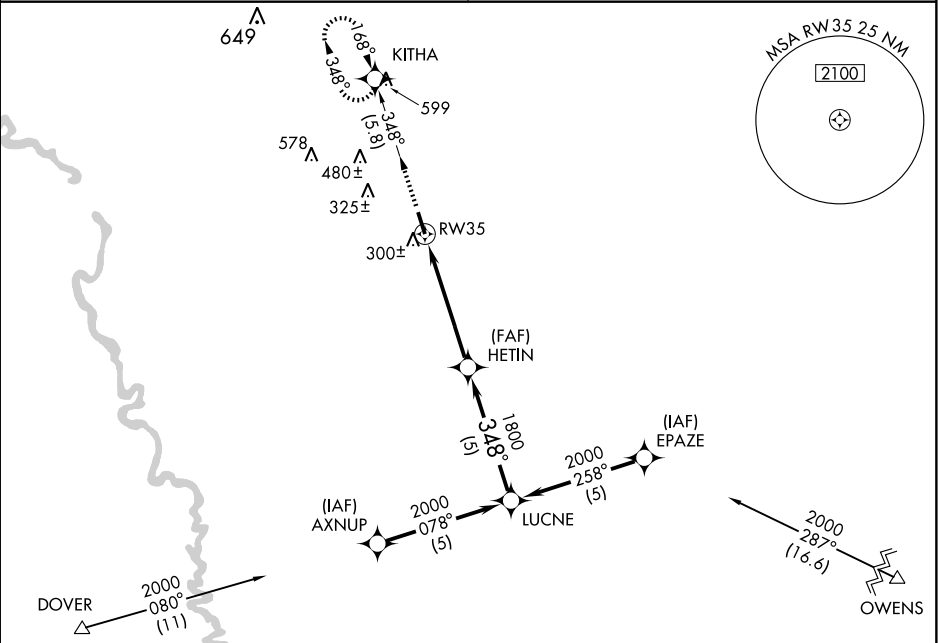 649
168°
348°
KITHA
599
348°
(5.8)
578
480±
325±
300±
RW35
MSA RW35 25 NM
2100
(FAF)
HETIN
1800
348°
(5)
(IAF)
EPAZE
2000
258°
(5)
(IAF)
AXNUP
2000
078°
(5)
LUCNE
2000
287°
(16.6)
OWENS
DOVER
2000
080°
(11)